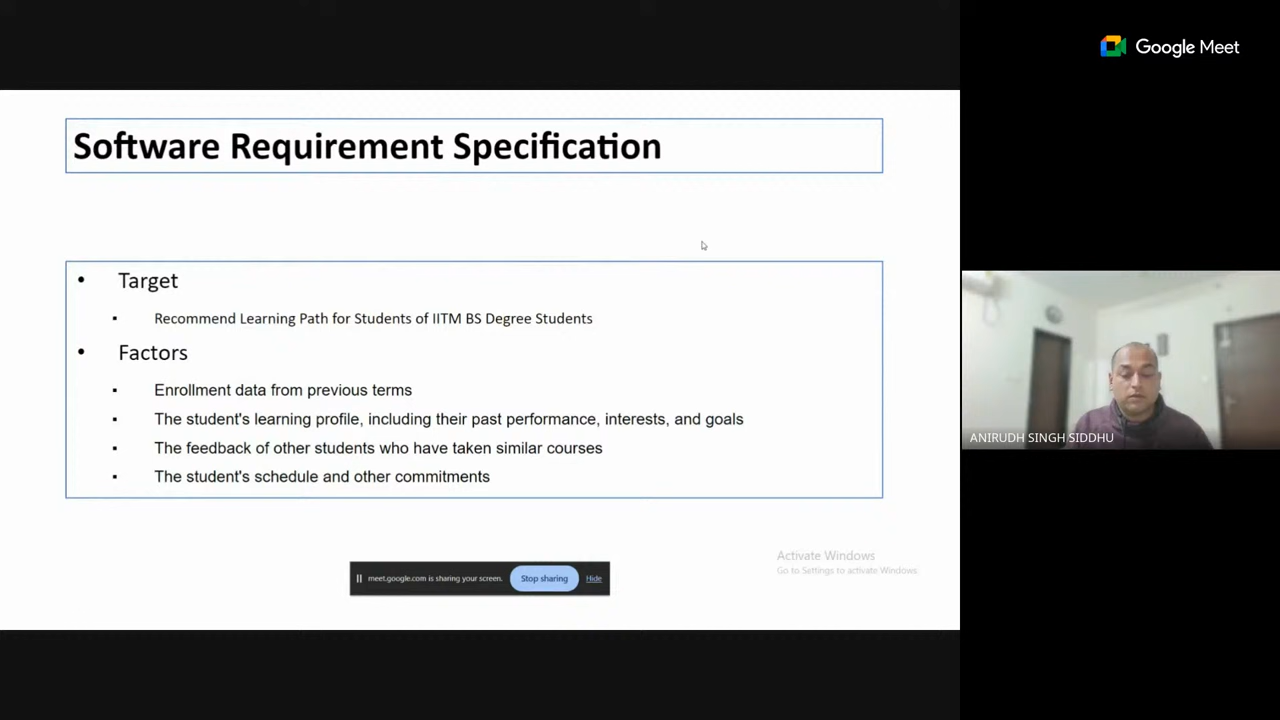 Google Meet
Software Requirement Specification
• Target
▪ Recommend Learning Path for Students of IITM BS Degree Students
• Factors
▪ Enrollment data from previous terms
▪ The student's learning profile, including their past performance, interests, and goals
▪ The feedback of other students who have taken similar courses
▪ The student's schedule and other commitments
ANIRUDH SINGH SIDDHU
Activate Windows
Go to Settings to activate Windows.
meet.google.com is sharing your screen. Stop sharing Hide